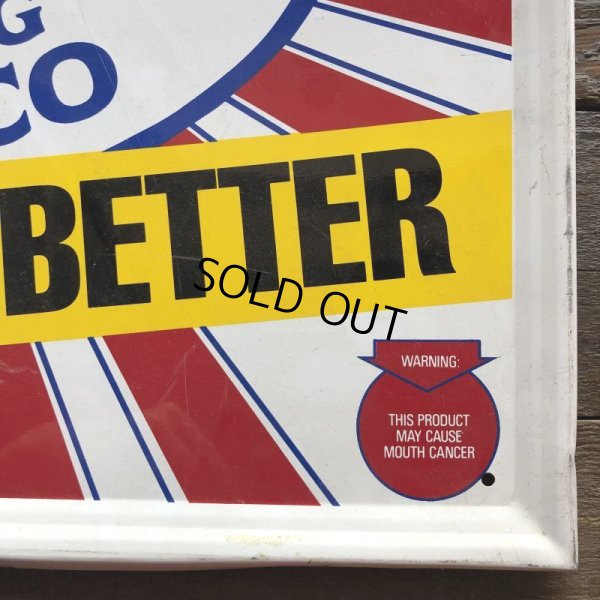 G
CO
BETTER
SOLD OUT
WARNING:
THIS PRODUCT
MAY CAUSE
MOUTH CANCER